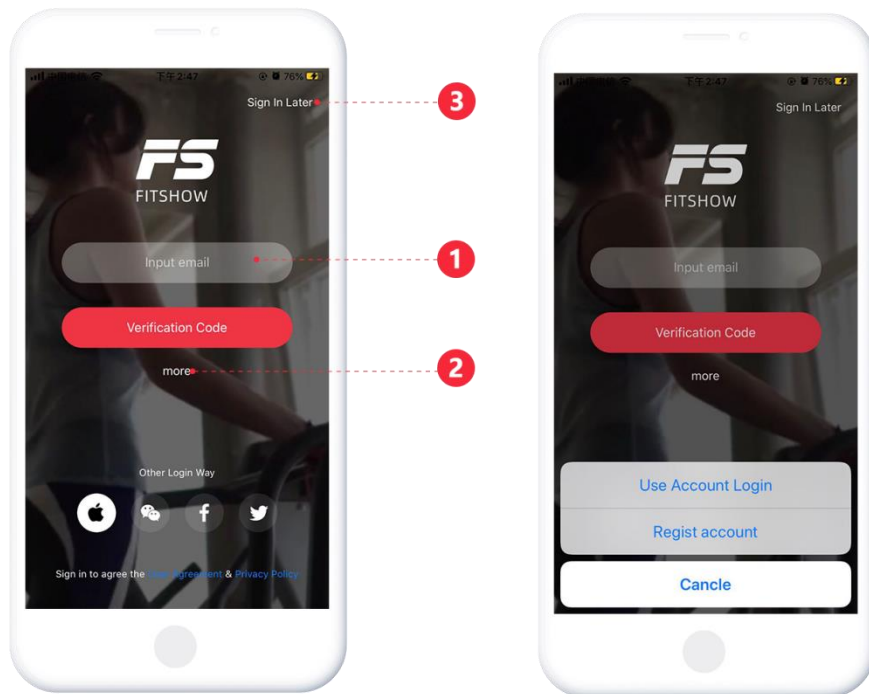 下午2:47
76%
Sign In Later
3
FS
FITSHOW
Input email
1
Verification Code
more
2
Other Login Way
Sign in to agree the User Agreement & Privacy Policy
下午2:47
76%
Sign In Later
FS
FITSHOW
Input email
Verification Code
more
Use Account Login
Regist account
Cancle